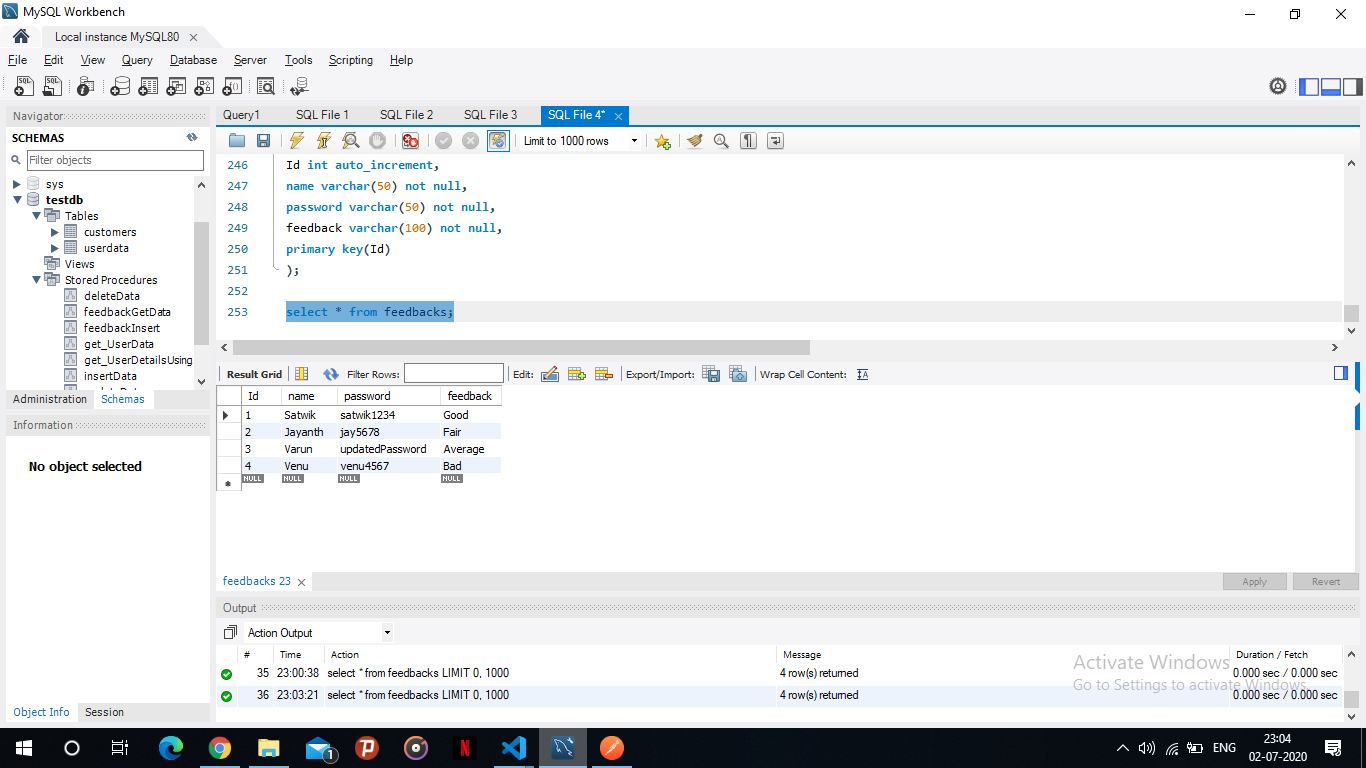 MySQL Workbench
Local instance MySQL80
File Edit View Query Database Server Tools Scripting Help
Navigator
SCHEMAS
Filter objects
sys
testdb
Tables
customers
userdata
Views
Stored Procedures
deleteData
feedbackGetData
feedbackInsert
get_UserData
get_UserDetailsUsing
insertData
Administration Schemas
Information
No object selected
Object Info Session
Query1 SQL File 1 SQL File 2 SQL File 3 SQL File 4*
Limit to 1000 rows
246 Id int auto_increment,
247 name varchar(50) not null,
248 password varchar(50) not null,
249 feedback varchar(100) not null,
250 primary key(Id)
251 );
252
253 select * from feedbacks;
Result Grid Filter Rows: Edit: Export/Import: Wrap Cell Content:
Id name password feedback
1 Satwik satwik1234 Good
2 Jayanth jay5678 Fair
3 Varun updatedPassword Average
4 Venu venu4567 Bad
NULL NULL NULL NULL
feedbacks 23
Apply Revert
Output
Action Output
# Time Action Message Duration / Fetch
35 23:00:38 select * from feedbacks LIMIT 0, 1000 4 row(s) returned 0.000 sec / 0.000 sec
36 23:03:21 select * from feedbacks LIMIT 0, 1000 4 row(s) returned 0.000 sec / 0.000 sec
Activate Windows
Go to Settings to activate Windows.
1
ENG
23:04
02-07-2020